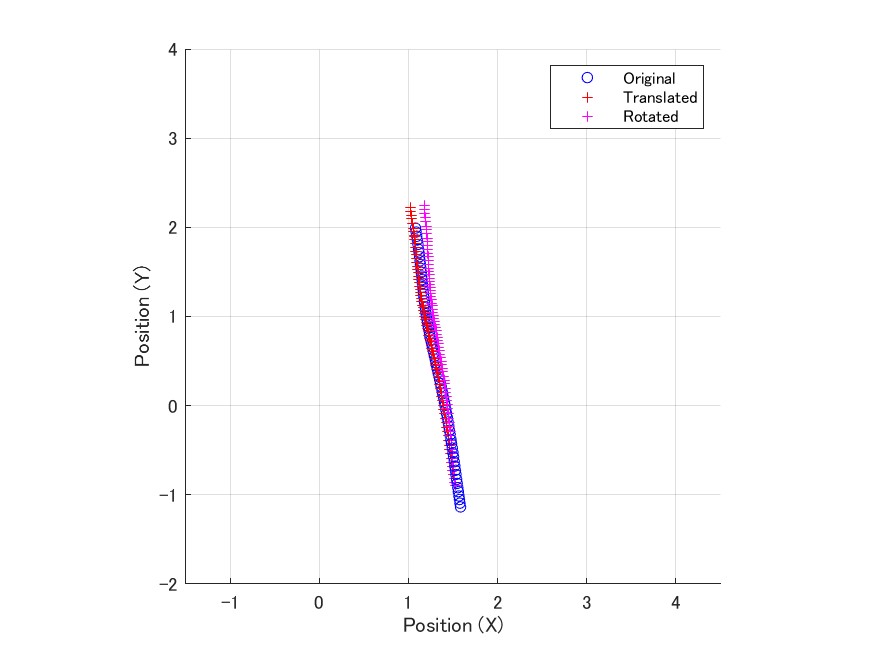 4
3
2
1
0
-1
-2
-1
0
1
2
3
4
Position (X)
Position (Y)
Original
Translated
Rotated